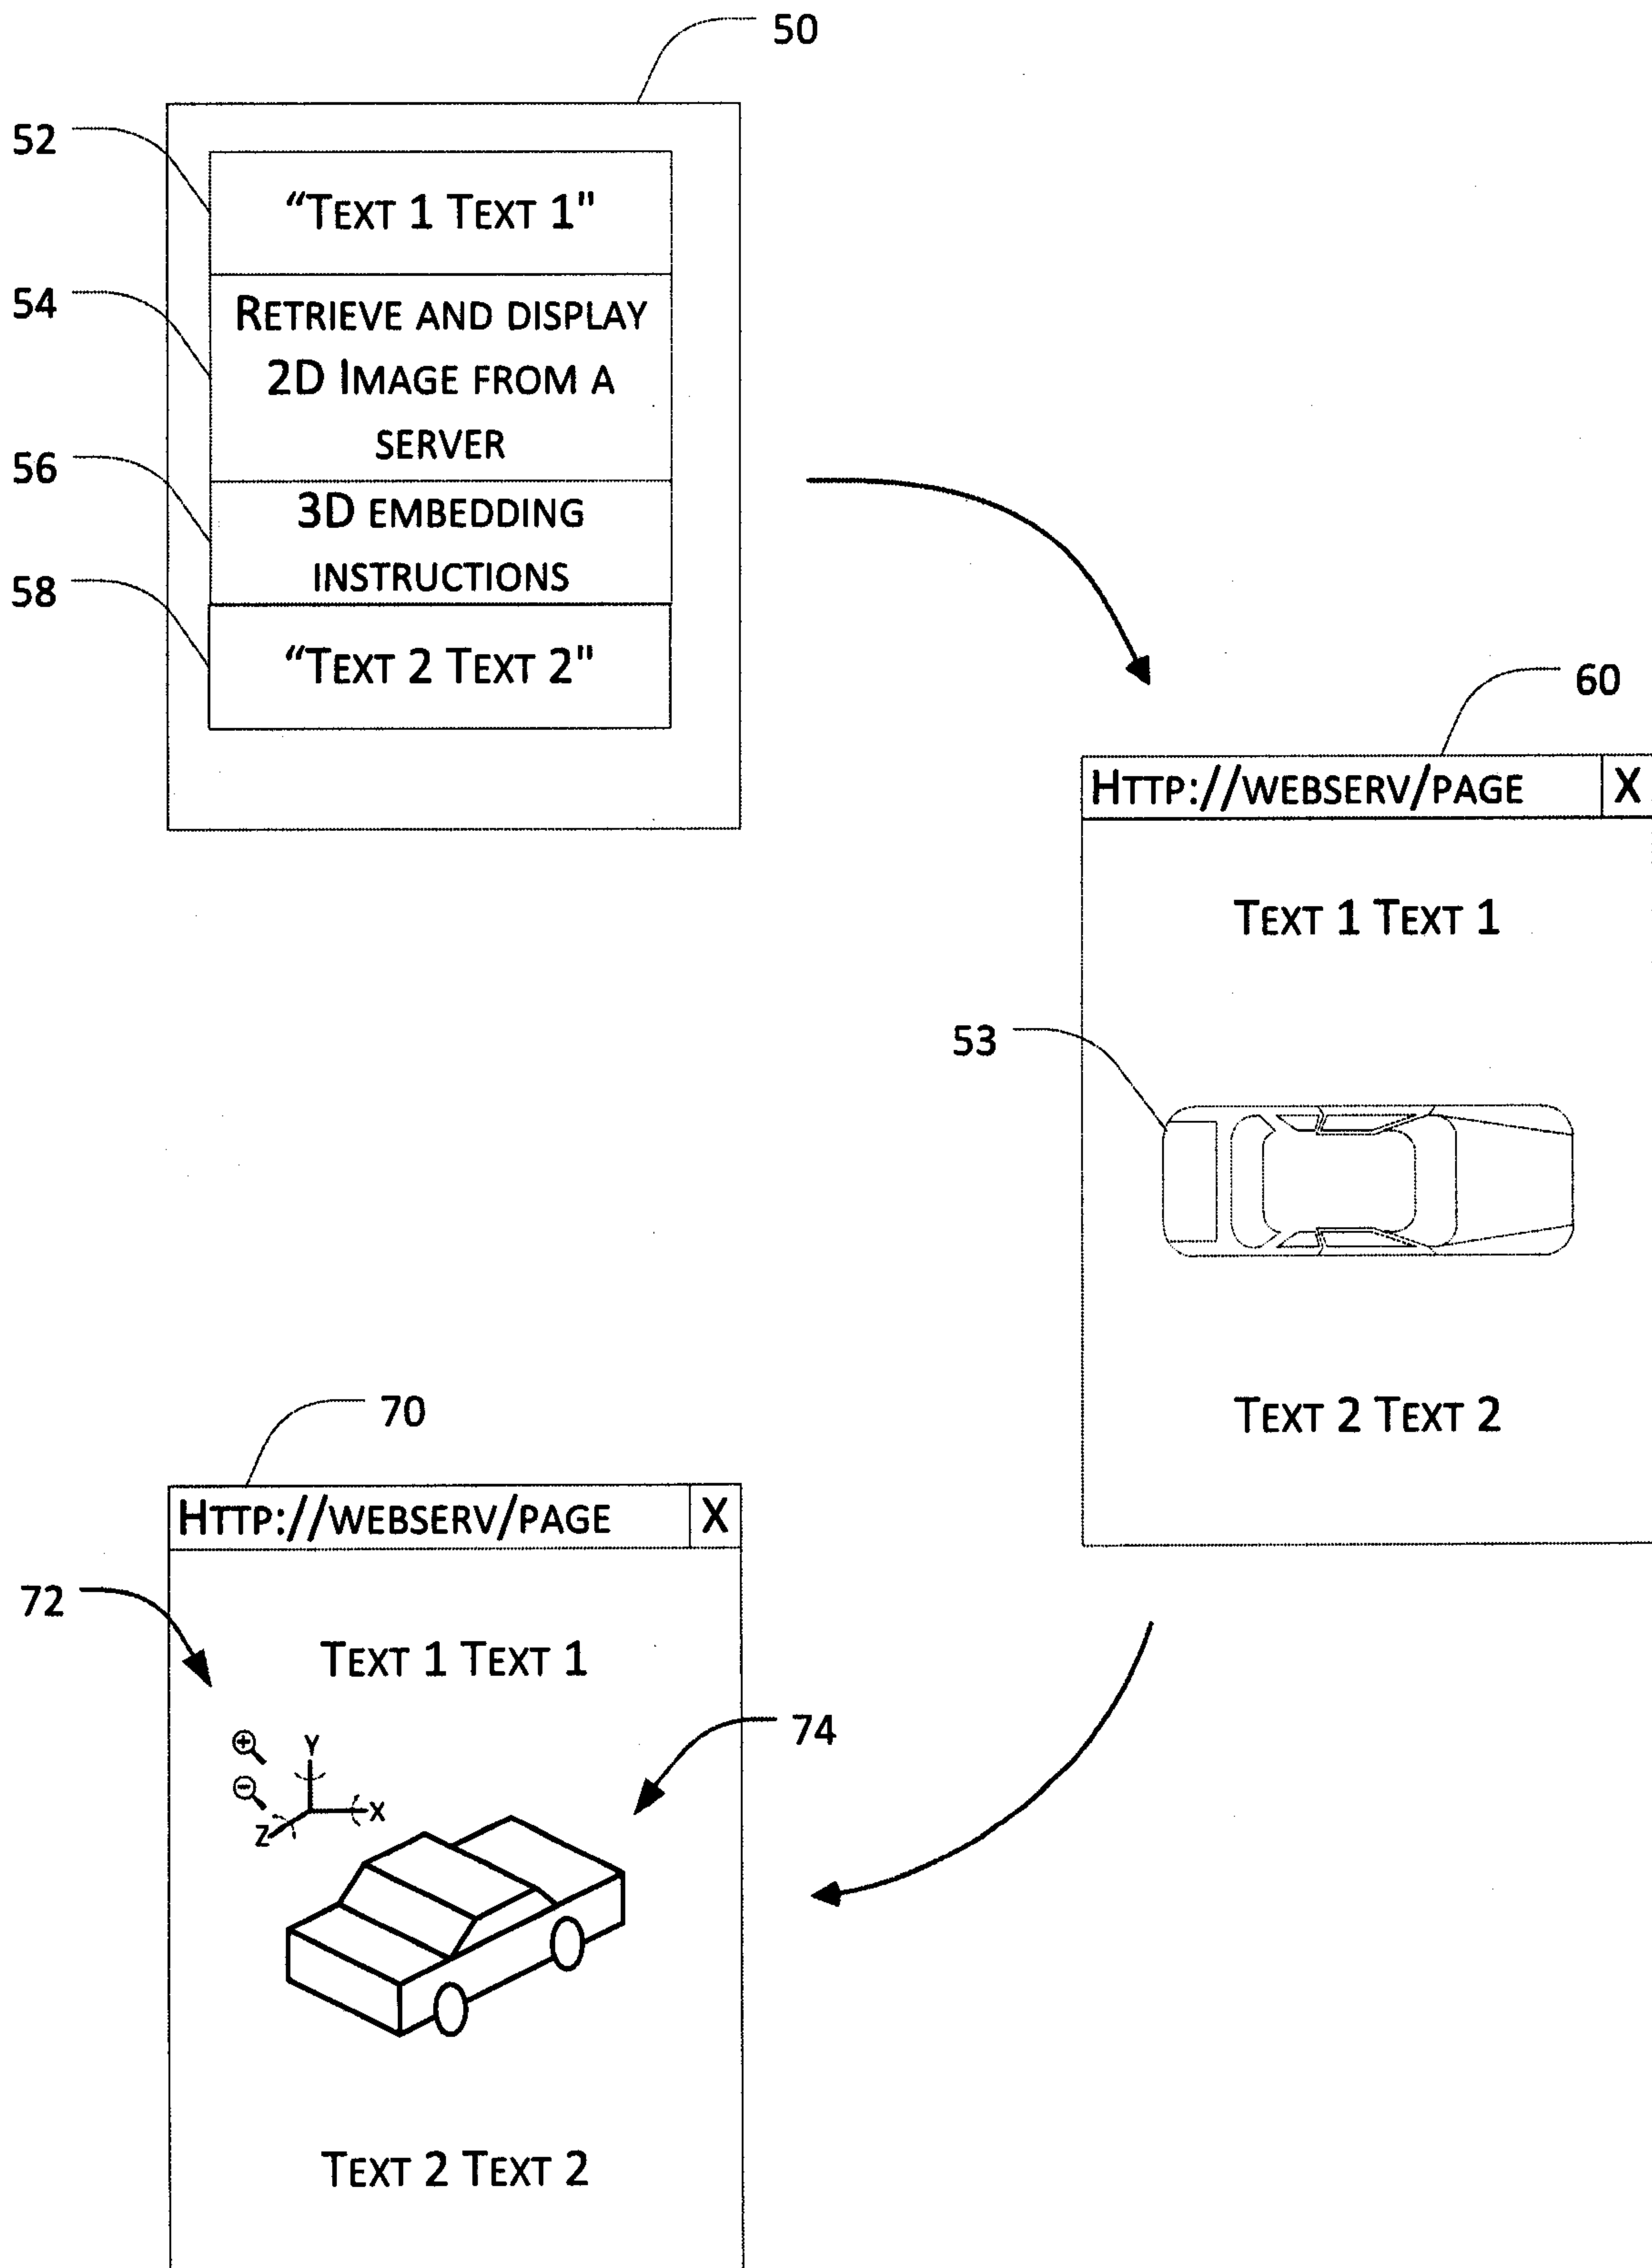 50
52
“Text 1 Text 1"
54
Retrieve and display
2D Image from a
server
56
3D embedding
instructions
58
“Text 2 Text 2"
60
Http://webserv/page X
Text 1 Text 1
53
Text 2 Text 2
70
Http://webserv/page X
72
Text 1 Text 1
74
Y
X
Z
Text 2 Text 2